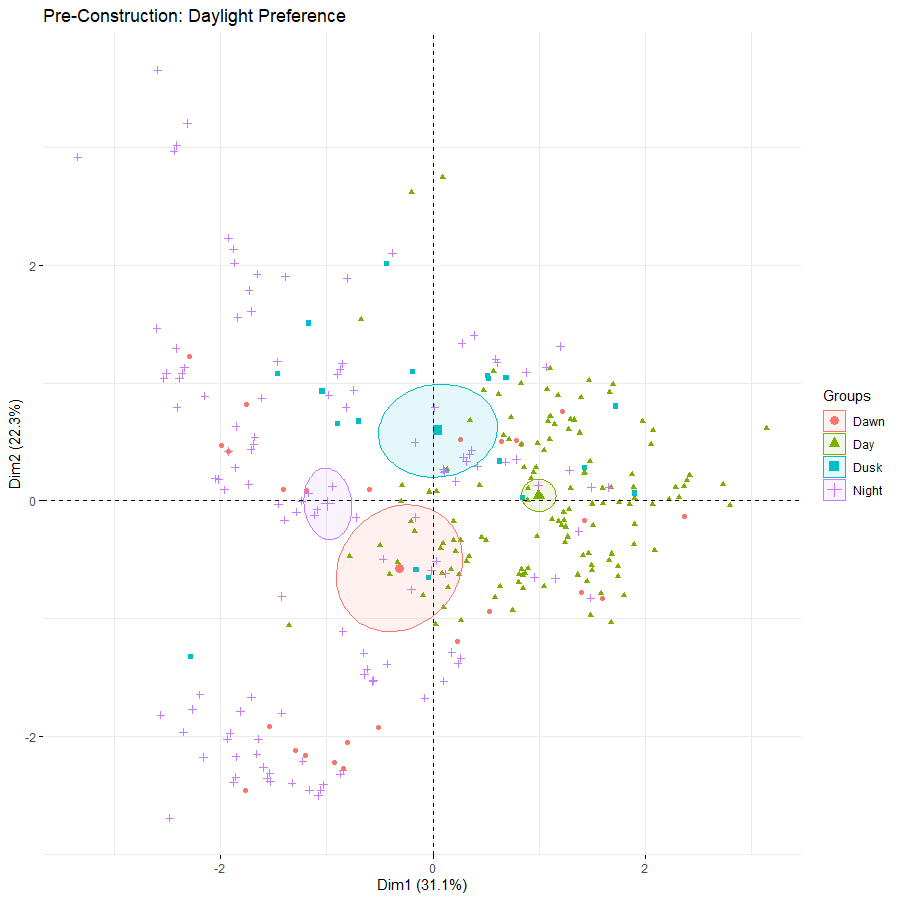 Pre-Construction: Daylight Preference
Dim2 (22.3%)
2
0
-2
-2
0
2
Dim1 (31.1%)
Groups
Dawn
Day
Dusk
Night